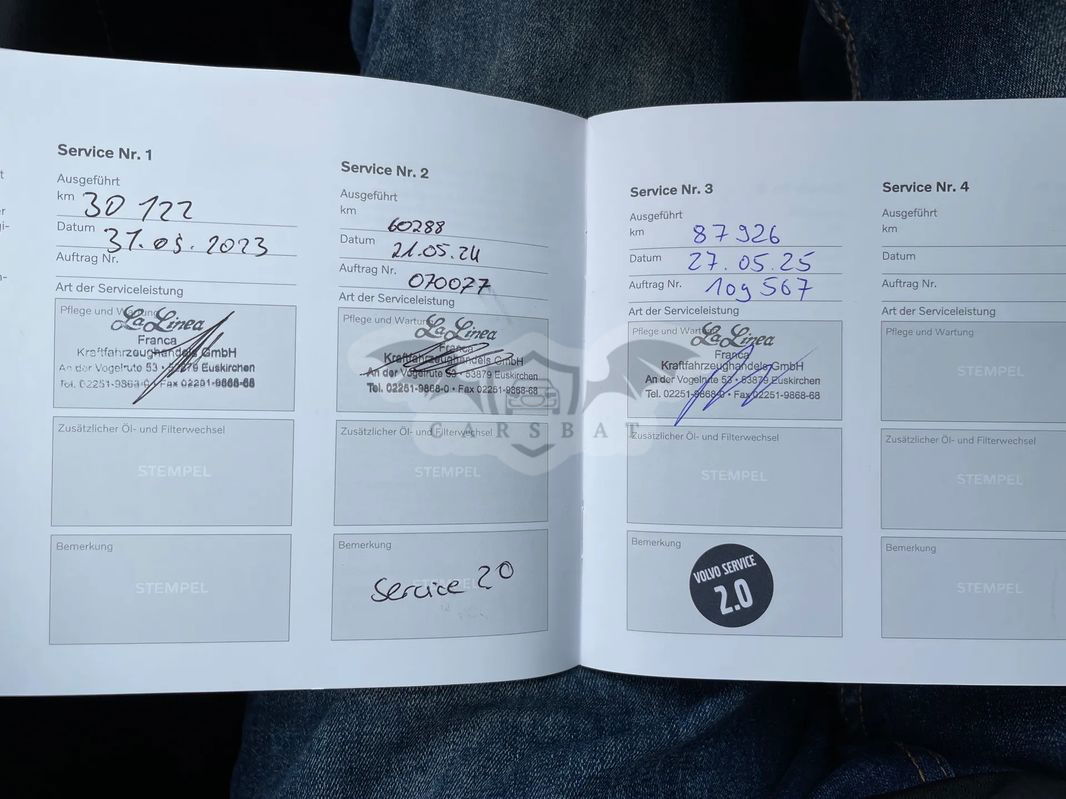 Service Nr. 1
Ausgeführt
km 30 122
Datum 31.05.2023
Auftrag Nr.
Art der Serviceleistung
Pflege und Wartung
La Linea
Franca
Kraftfahrzeughandels GmbH
An der Vogelrute 53 • 53879 Euskirchen
Tel. 02251-9868-0 • Fax 02251-9868-68
Zusätzlicher Öl- und Filterwechsel
STEMPEL
Bemerkung
STEMPEL
Service Nr. 2
Ausgeführt
km 60288
Datum 21.05.24
Auftrag Nr. 070077
Art der Serviceleistung
Pflege und Wartung
La Linea
Franca
Kraftfahrzeughandels GmbH
An der Vogelrute 53 • 53879 Euskirchen
Tel. 02251-9868-0 • Fax 02251-9868-68
Zusätzlicher Öl- und Filterwechsel
STEMPEL
Bemerkung
Service 2.0
Service Nr. 3
Ausgeführt
km 87 926
Datum 27.05.25
Auftrag Nr. 109 567
Art der Serviceleistung
Pflege und Wartung
La Linea
Franca
Kraftfahrzeughandels GmbH
An der Vogelrute 53 • 53879 Euskirchen
Tel. 02251-9868-0 • Fax 02251-9868-68
Zusätzlicher Öl- und Filterwechsel
STEMPEL
Bemerkung
VOLVO SERVICE
2.0
Service Nr. 4
Ausgeführt
km
Datum
Auftrag Nr.
Art der Serviceleistung
Pflege und Wartung
STEMPEL
Zusätzlicher Öl- und Filterwechsel
STEMPEL
Bemerkung
STEMPEL
CARSBAT